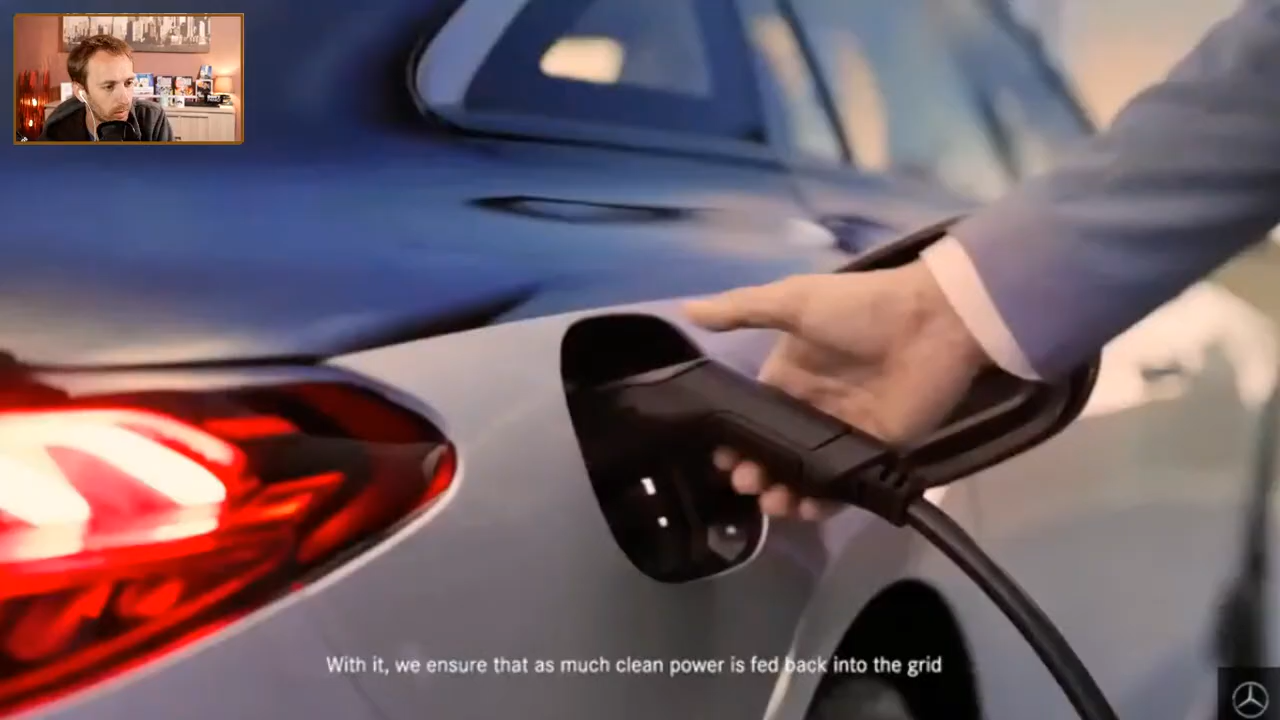 With it, we ensure that as much clean power is fed back into the grid